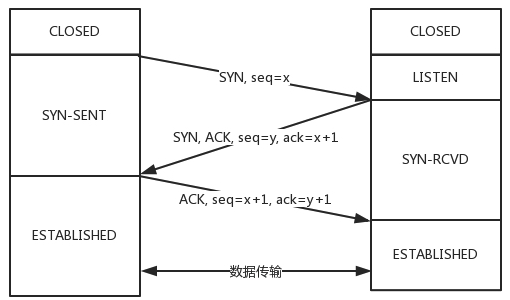 CLOSED
CLOSED
LISTEN
SYN, seq=x
SYN-SENT
SYN, ACK, seq=y, ack=x+1
SYN-RCVD
ACK, seq=x+1, ack=y+1
ESTABLISHED
ESTABLISHED
数据传输